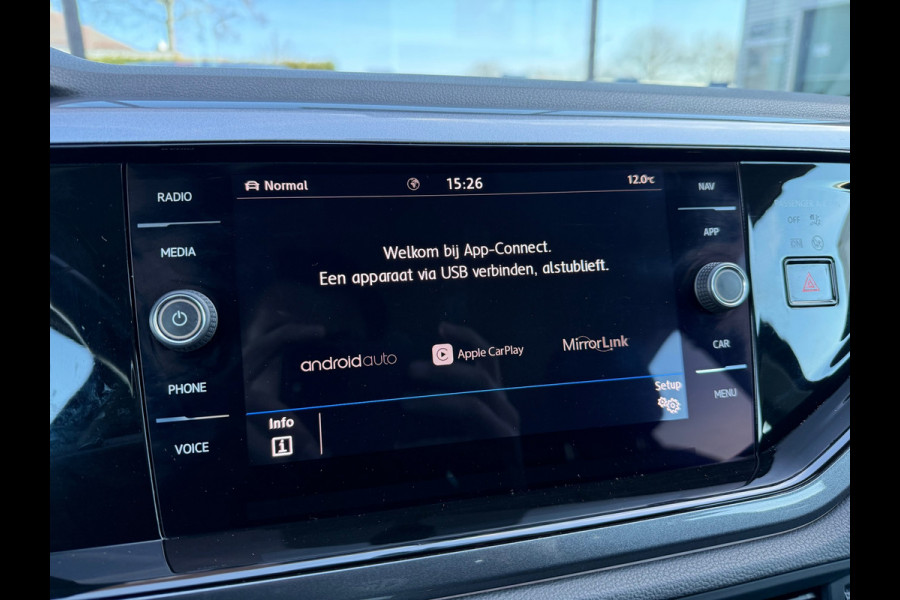 RADIO
MEDIA
PHONE
VOICE
Normal
15:26
12.0°C
Welkom bij App-Connect.
Een apparaat via USB verbinden, alstublieft.
androidauto
Apple CarPlay
MirrorLink
Info
Setup
NAV
APP
CAR
MENU
OFF